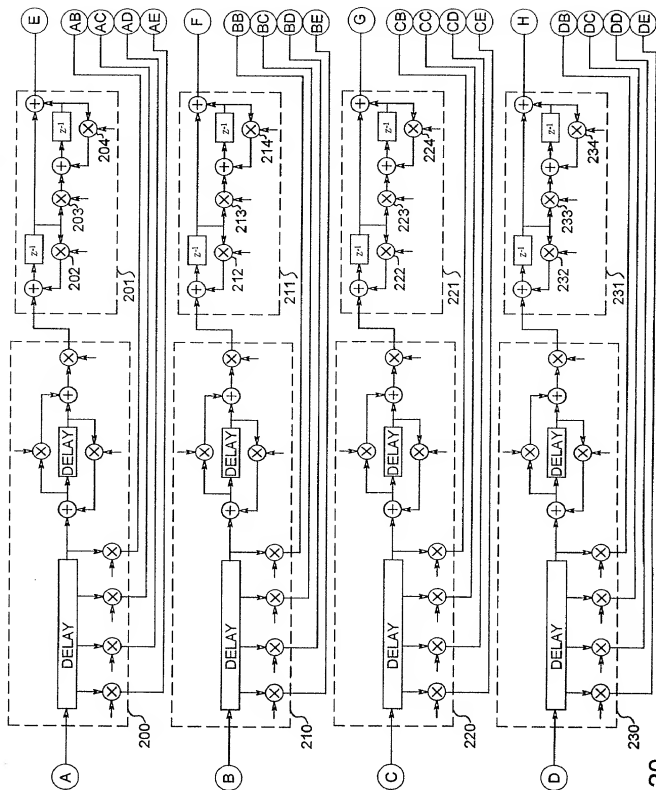 E
AB
AC
AD
AE
F
BB
BC
BD
BE
G
CB
CC
CD
CE
H
DB
DC
DD
DE
Z-1
Z-1
204
203
202
201
Z-1
Z-1
214
213
212
211
Z-1
Z-1
224
223
222
221
Z-1
Z-1
234
233
232
231
DELAY
DELAY
DELAY
DELAY
DELAY
DELAY
DELAY
DELAY
200
210
220
230
A
B
C
D